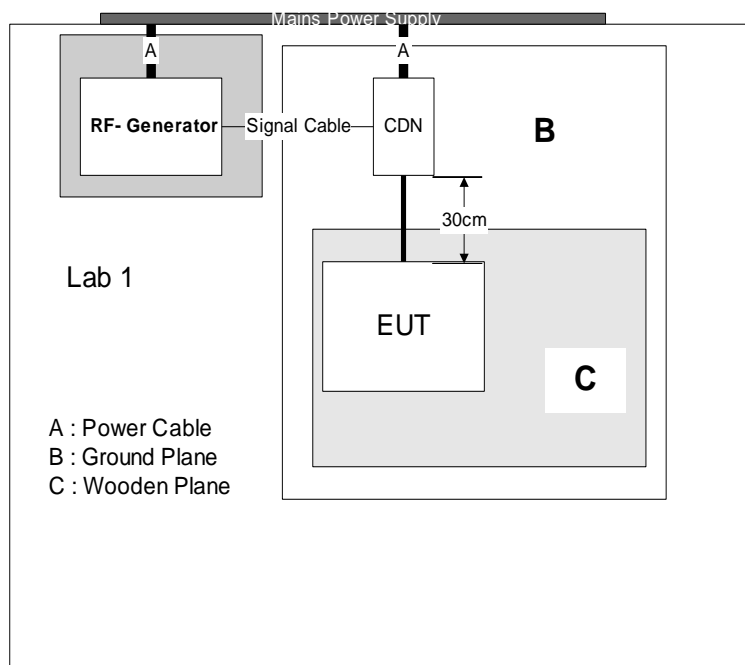 Mains Power Supply
A
A
RF- Generator
Signal Cable
CDN
B
30cm
Lab 1
EUT
C
A : Power Cable
B : Ground Plane
C : Wooden Plane